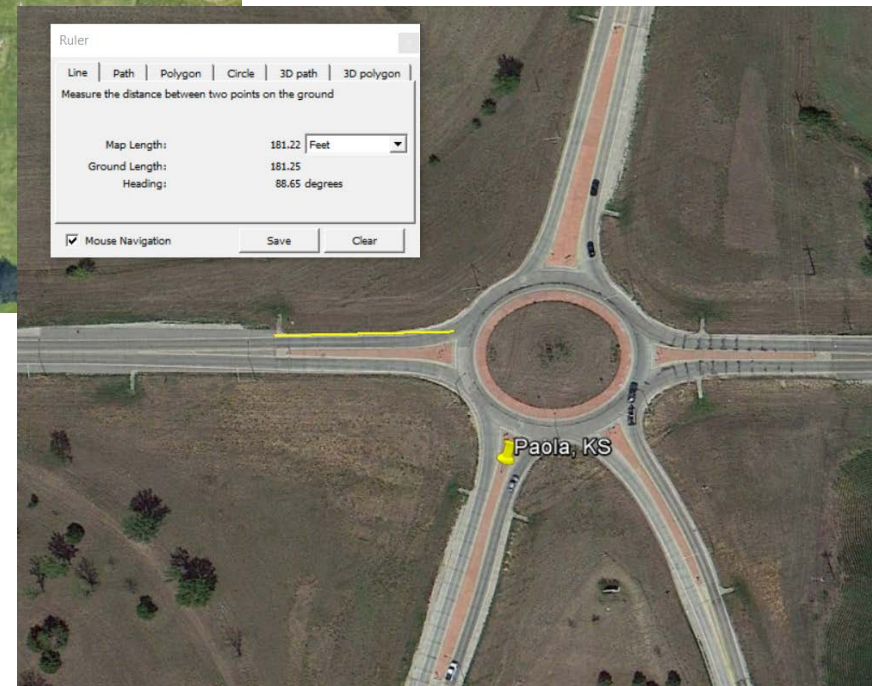 Ruler
Line Path Polygon Circle 3D path 3D polygon
Measure the distance between two points on the ground
Map Length: 181.22 Feet
Ground Length: 181.25
Heading: 88.65 degrees
Mouse Navigation Save Clear
Paola, KS